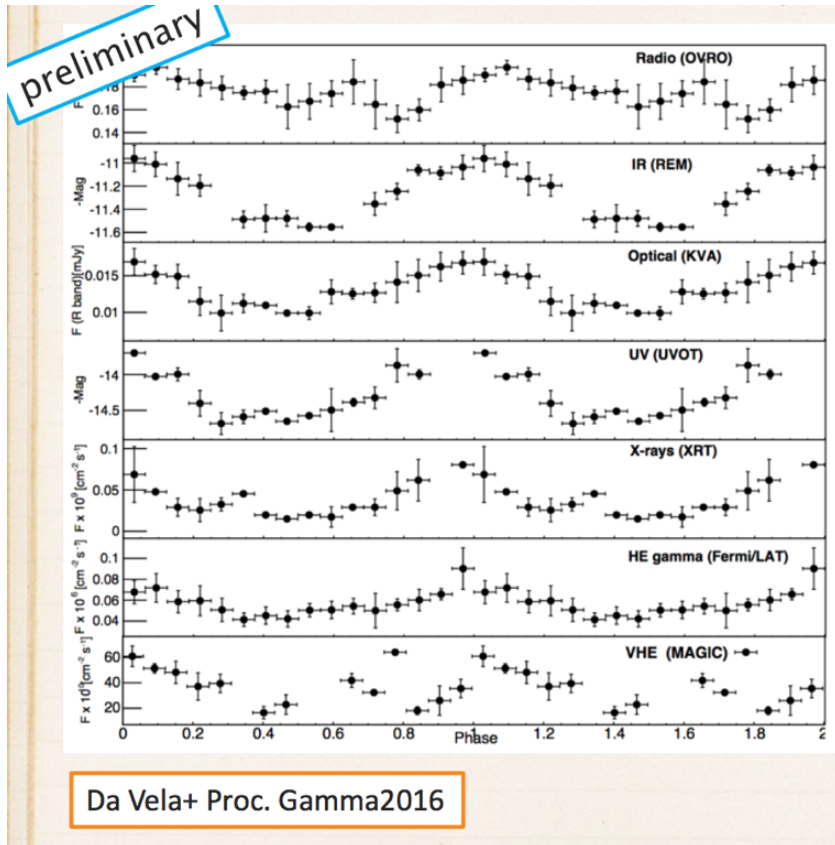 preliminary
Radio (OVRO)
F
0.18
0.16
0.14
IR (REM)
-Mag
-11
-11.2
-11.4
-11.6
Optical (KVA)
F (R band)[mJy]
0.015
0.01
UV (UVOT)
-Mag
-14
-14.5
X-rays (XRT)
F x 10⁹ [cm⁻² s⁻¹]
0.1
0.05
0
HE gamma (Fermi/LAT)
F x 10⁶ [cm⁻² s⁻¹]
0.1
0.08
0.06
0.04
VHE (MAGIC)
[cm⁻² s⁻¹]
60
40
20
0 0.2 0.4 0.6 0.8 1 1.2 1.4 1.6 1.8 2
Phase
Da Vela+ Proc. Gamma2016